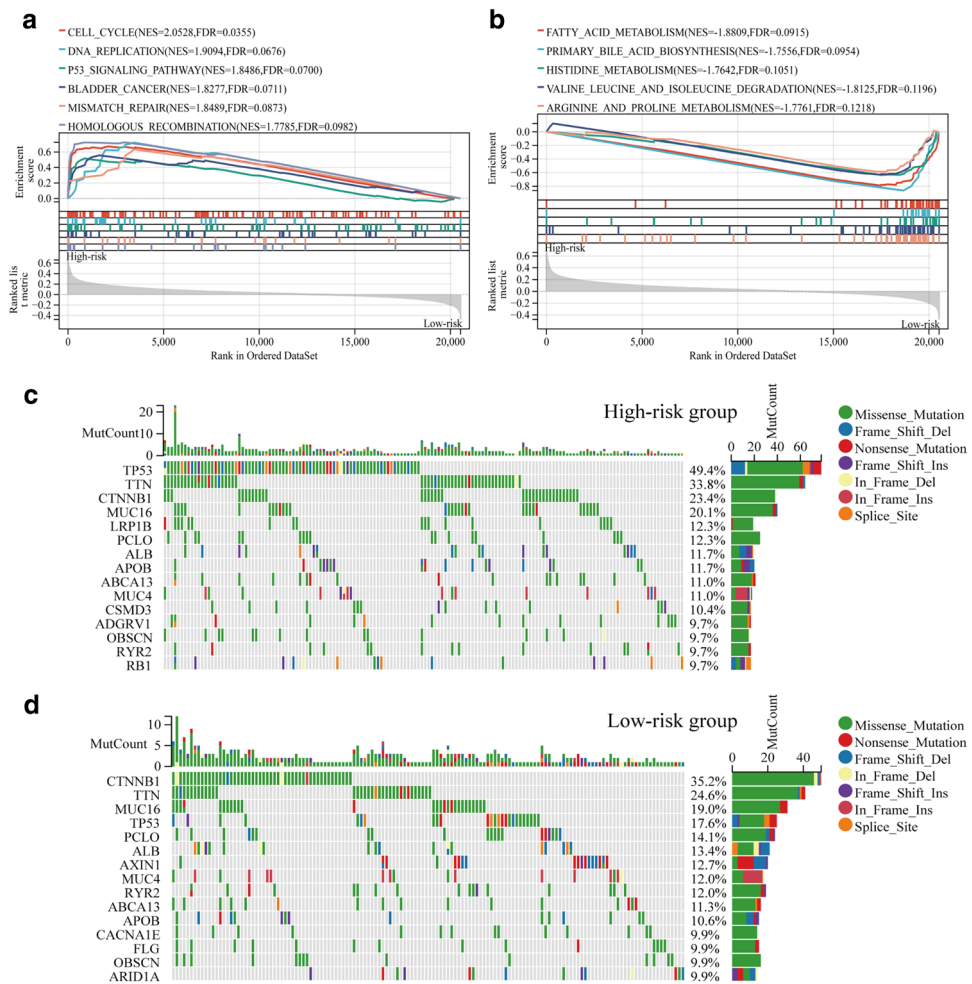 a
CELL_CYCLE(NES=2.0528,FDR=0.0355)
DNA_REPLICATION(NES=1.9094,FDR=0.0676)
P53_SIGNALING_PATHWAY(NES=1.8486,FDR=0.0700)
BLADDER_CANCER(NES=1.8277,FDR=0.0711)
MISMATCH_REPAIR(NES=1.8489,FDR=0.0873)
HOMOLOGOUS_RECOMBINATION(NES=1.7785,FDR=0.0982)
Enrichment score
0.6
0.4
0.2
0.0
High-risk
Ranked list
t metric
0.6
0.4
0.2
0.0
−0.2
−0.4
Low-risk
0 5,000 10,000 15,000 20,000
Rank in Ordered DataSet
b
FATTY_ACID_METABOLISM(NES=-1.8809,FDR=0.0915)
PRIMARY_BILE_ACID_BIOSYNTHESIS(NES=-1.7556,FDR=0.0954)
HISTIDINE_METABOLISM(NES=-1.7642,FDR=0.1051)
VALINE_LEUCINE_AND_ISOLEUCINE_DEGRADATION(NES=-1.8125,FDR=0.1196)
ARGININE_AND_PROLINE_METABOLISM(NES=-1.7761,FDR=0.1218)
Enrichment score
0.0
−0.2
−0.4
−0.6
−0.8
High-risk
Ranked list
metric
0.6
0.4
0.2
0.0
−0.2
−0.4
Low-risk
0 5,000 10,000 15,000 20,000
Rank in Ordered DataSet
c
High-risk group
20
MutCount10
0
MutCount
0 20 40 60
TP53 49.4%
TTN 33.8%
CTNNB1 23.4%
MUC16 20.1%
LRP1B 12.3%
PCLO 12.3%
ALB 11.7%
APOB 11.7%
ABCA13 11.0%
MUC4 11.0%
CSMD3 10.4%
ADGRV1 9.7%
OBSCN 9.7%
RYR2 9.7%
RB1 9.7%
Missense_Mutation
Frame_Shift_Del
Nonsense_Mutation
Frame_Shift_Ins
In_Frame_Del
In_Frame_Ins
Splice_Site
d
Low-risk group
10
MutCount 5
0
MutCount
0 20 40
CTNNB1 35.2%
TTN 24.6%
MUC16 19.0%
TP53 17.6%
PCLO 14.1%
ALB 13.4%
AXIN1 12.7%
MUC4 12.0%
RYR2 12.0%
ABCA13 11.3%
APOB 10.6%
CACNA1E 9.9%
FLG 9.9%
OBSCN 9.9%
ARID1A 9.9%
Missense_Mutation
Nonsense_Mutation
Frame_Shift_Del
In_Frame_Del
Frame_Shift_Ins
In_Frame_Ins
Splice_Site